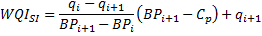 WQI_{SI} = \frac{q_i - q_{i+1}}{BP_{i+1} - BP_i} (BP_{i+1} - C_p) + q_{i+1}